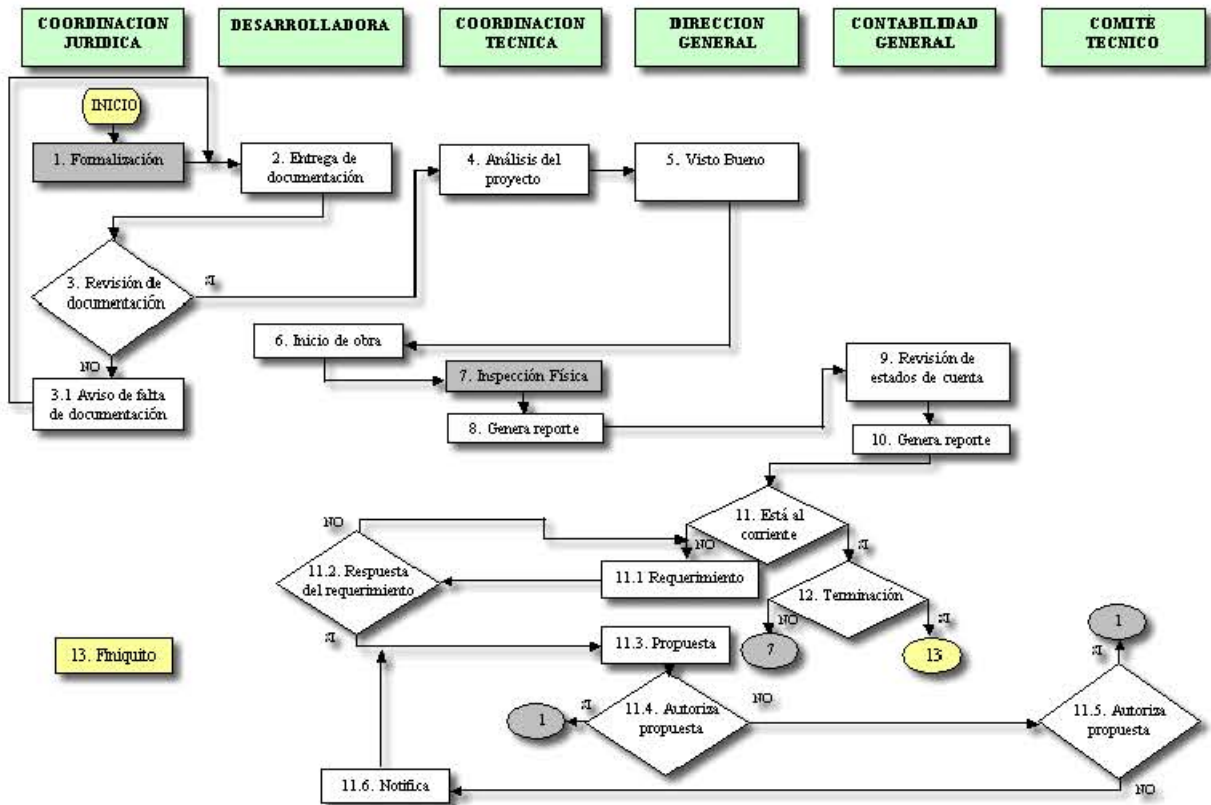 COORDINACION
JURIDICA
DESARROLLADORA
COORDINACION
TECNICA
DIRECCION
GENERAL
CONTABILIDAD
GENERAL
COMITÉ
TECNICO
INICIO
1. Formalización
2. Entrega de
documentación
4. Análisis del
proyecto
5. Visto Bueno
3. Revisión de
documentación
SI
NO
3.1 Aviso de falta
de documentación
6. Inicio de obra
7. Inspección Física
8. Genera reporte
9. Revisión de
estados de cuenta
10. Genera reporte
11. Está al
corriente
NO
SI
11.1 Requerimiento
11.2. Respuesta
del requerimiento
NO
SI
12. Terminación
NO
SI
7
13
11.3. Propuesta
11.4. Autoriza
propuesta
SI
NO
1
11.5. Autoriza
propuesta
SI
NO
1
11.6. Notifica
13. Finiquito